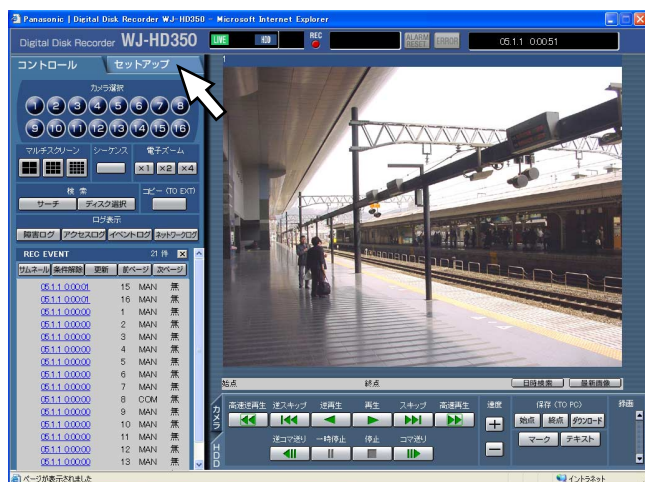 Panasonic | Digital Disk Recorder WJ-HD350 - Microsoft Internet Explorer
Digital Disk Recorder WJ-HD350
LIVE HDD REC ALARM RESET ERROR 05.1.1 0:00:51
コントロール セットアップ
1
カメラ選択
1 2 3 4 5 6 7 8
9 10 11 12 13 14 15 16
マルチスクリーン シーケンス 電子ズーム
×1 ×2 ×4
検索 コピー (TO EXT)
サーチ ディスク選択
ログ表示
障害ログ アクセスログ イベントログ ネットワークログ
REC EVENT 21 件
サムネール 条件解除 更新 前ページ 次ページ
05.1.1 0:00:01 15 MAN 無
05.1.1 0:00:01 16 MAN 無
05.1.1 0:00:00 1 MAN 無
05.1.1 0:00:00 2 MAN 無
05.1.1 0:00:00 3 MAN 無
05.1.1 0:00:00 4 MAN 無
05.1.1 0:00:00 5 MAN 無
05.1.1 0:00:00 6 MAN 無
05.1.1 0:00:00 7 MAN 無
05.1.1 0:00:00 8 COM 無
05.1.1 0:00:00 9 MAN 無
05.1.1 0:00:00 10 MAN 無
05.1.1 0:00:00 11 MAN 無
05.1.1 0:00:00 12 MAN 無
05.1.1 0:00:00 13 MAN 無
始点 終点 日時検索 最新画像
カメラ
HDD
高速逆再生 逆スキップ 逆再生 再生 スキップ 高速再生 速度 保存 (TO PC) 録画
始点 終点 ダウンロード
逆コマ送り 一時停止 停止 コマ送り
マーク テキスト
ページが表示されました イントラネット